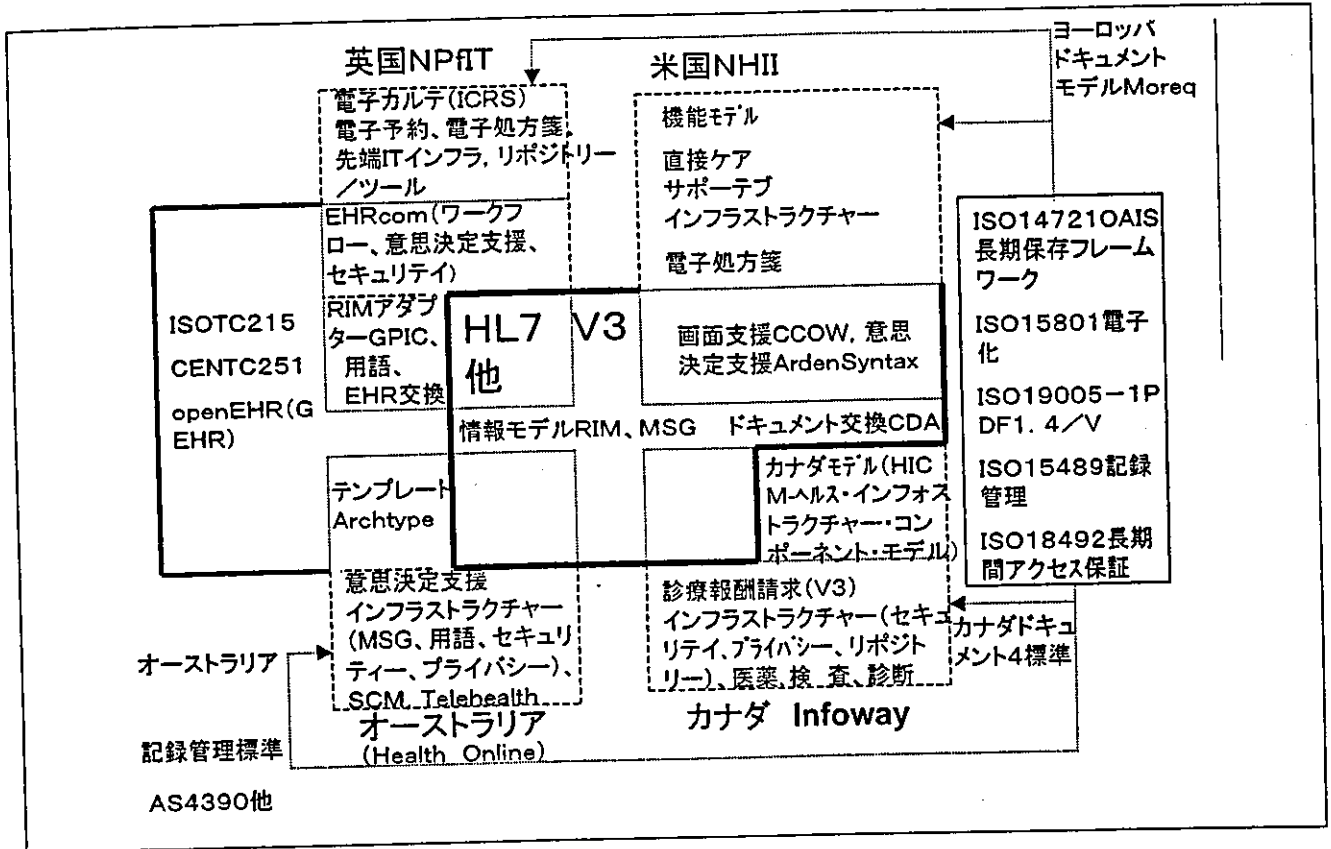 英国NPfIT
電子カルテ(ICRS)
電子予約、電子処方箋、
先端ITインフラ, リポジトリー
／ツール
EHRcom(ワークフ
ロー、意思決定支援、
セキュリテイ)
RIMアダプ
ターGPIC、
用語、
EHR交換
米国NHII
機能モデル
直接ケア
サポーテブ
インフラストラクチャー
電子処方箋
ヨーロッパ
ドキュメント
モデルMoreq
ISOTC215
CENTC251
openEHR(G
EHR)
HL7 V3
他
画面支援CCOW, 意思
決定支援ArdenSyntax
情報モデルRIM、MSG ドキュメント交換CDA
ISO14721OAIS
長期保存フレーム
ワーク
ISO15801電子
化
ISO19005－1P
DF1. 4／V
ISO15489記録
管理
ISO18492長期
間アクセス保証
テンプレート
Archtype
意思決定支援
インフラストラクチャー
(MSG、用語、セキュリ
ティー、プライバシー)、
SCM、Telehealth
オーストラリア
(Health Online)
カナダモデル(HIC
M-ヘルス・インフォス
トラクチャー・コン
ポーネント・モデル)
診療報酬請求(V3)
インフラストラクチャー(セキュ
リテイ、プライバシー、リポジト
リー)、医薬、検 査、診断
カナダ Infoway
カナダドキュ
メント4標準
オーストラリア
記録管理標準
AS4390他